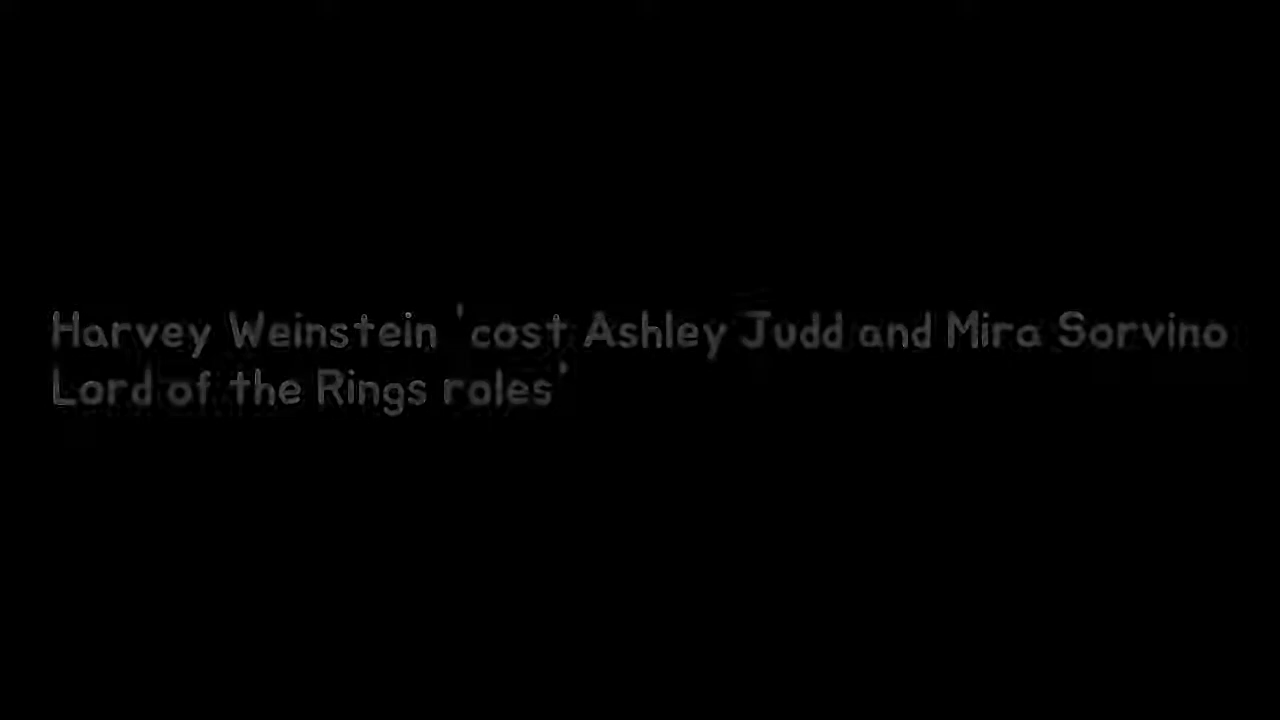 Harvey Weinstein 'cost Ashley Judd and Mira Sorvino
Lord of the Rings roles'